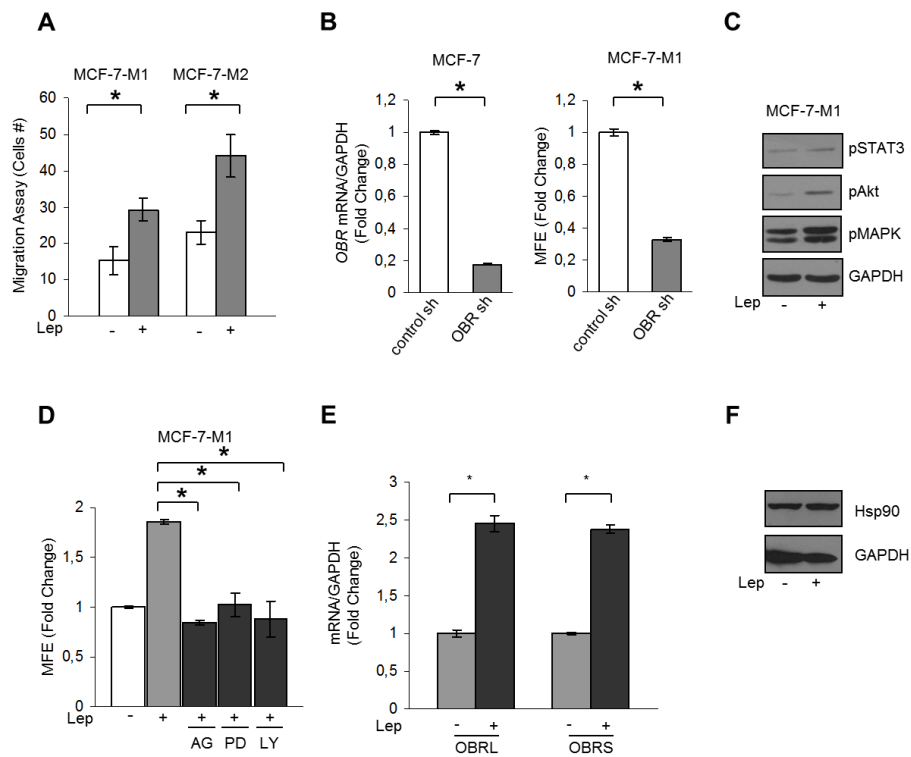 A
MCF-7-M1 MCF-7-M2
* *
Migration Assay (Cells #)
60
50
40
30
20
10
0
Lep - + - +
B
MCF-7
*
OBR mRNA/GAPDH
(Fold Change)
1,2
1
0,8
0,6
0,4
0,2
0
control sh OBR sh
MCF-7-M1
*
MFE (Fold Change)
1,2
1
0,8
0,6
0,4
0,2
0
control sh OBR sh
C
MCF-7-M1
pSTAT3
pAkt
pMAPK
GAPDH
Lep - +
D
MCF-7-M1
*
*
*
MFE (Fold Change)
2
1,5
1
0,5
0
Lep - + + + +
AG PD LY
E
* *
mRNA/GAPDH
(Fold Change)
3
2,5
2
1,5
1
0,5
0
Lep - + - +
OBRL OBRS
F
Hsp90
GAPDH
Lep - +